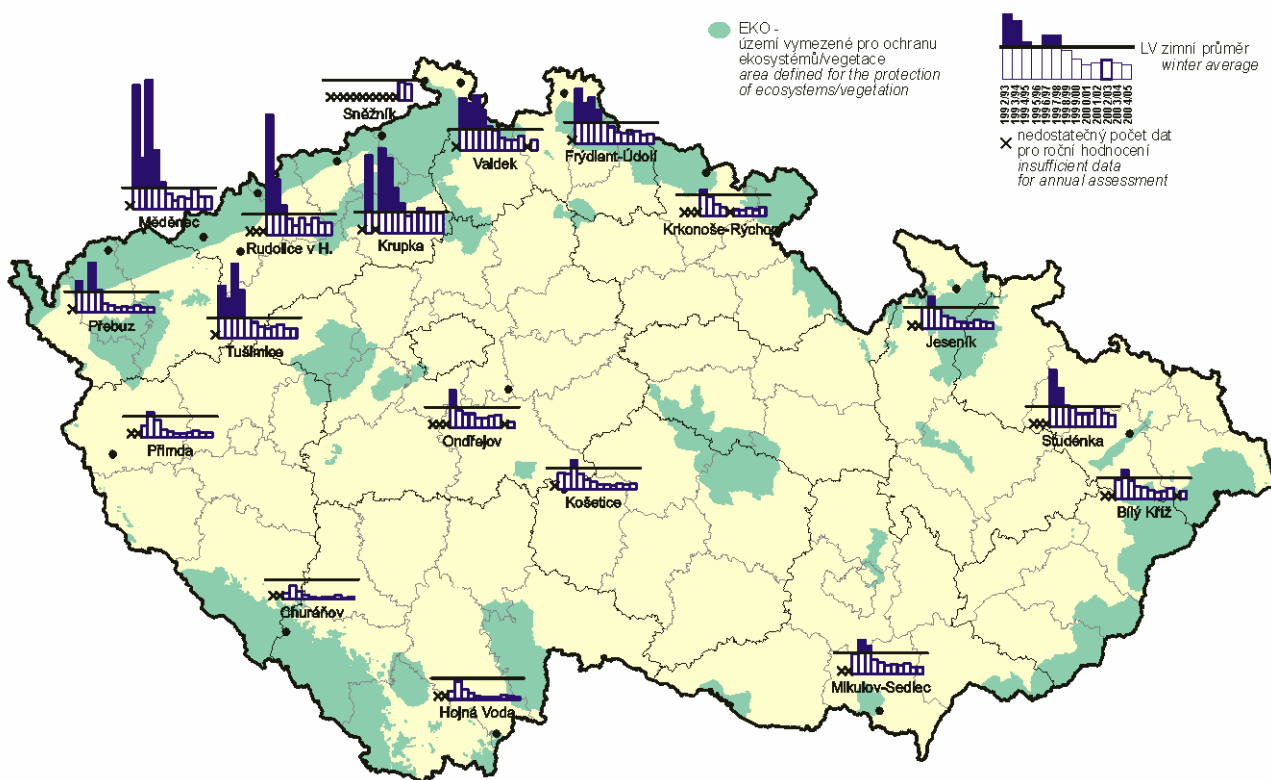 EKO -
území vymezené pro ochranu
ekosystémů/vegetace
area defined for the protection
of ecosystems/vegetation
LV zimní průměr
winter average
1992/93
1993/94
1994/95
1995/96
1996/97
1997/98
1998/99
1999/00
2000/01
2001/02
2002/03
2003/04
2004/05
× nedostatečný počet dat
pro roční hodnocení
insufficient data
for annual assessment
Sněžník
Valdek
Frýdlant-Údolí
Měděnec
Rudolice v H.
Krupka
Krkonoše-Rýchory
Přebuz
Tušimice
Jeseník
Přimda
Ondřejov
Studénka
Košetice
Bílý Kříž
Churáňov
Mikulov-Sedlec
Hojná Voda